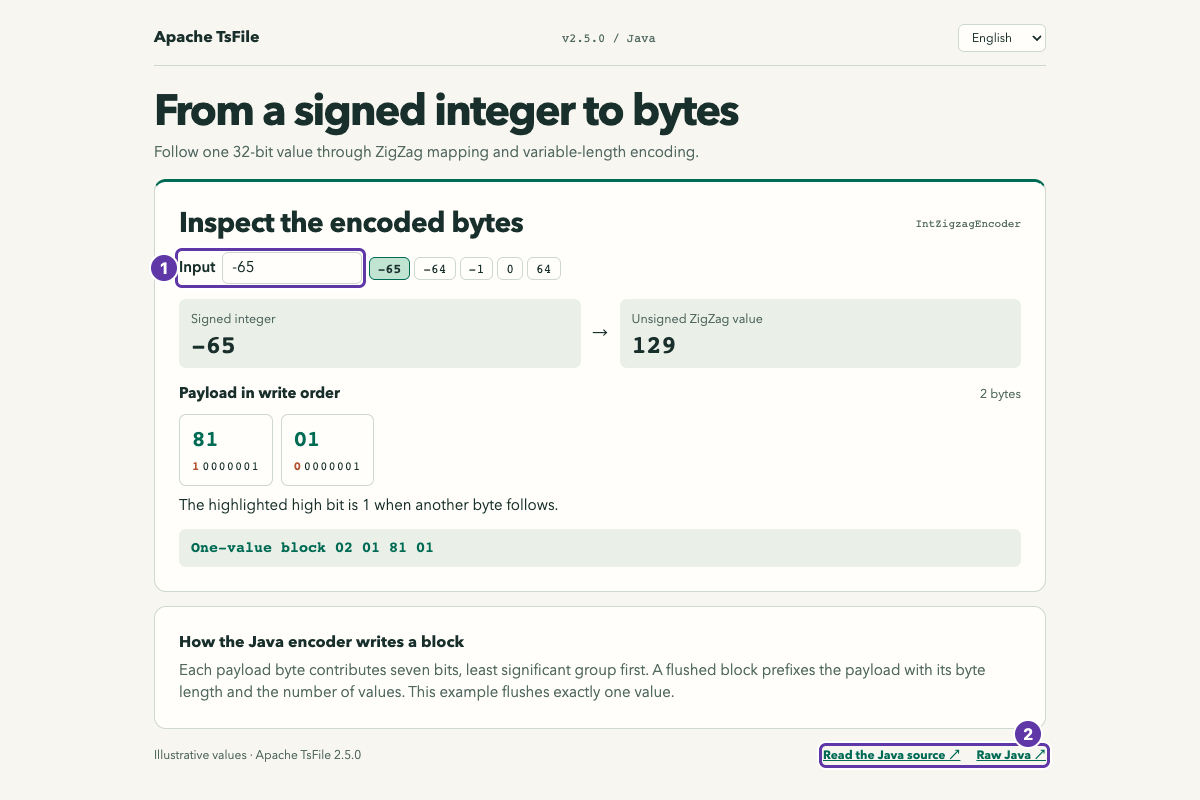 Apache TsFile
v2.5.0 / Java
English
From a signed integer to bytes
Follow one 32-bit value through ZigZag mapping and variable-length encoding.
Inspect the encoded bytes
IntZigzagEncoder
1
Input
-65
-65
-64
-1
0
64
Signed integer
-65
→
Unsigned ZigZag value
129
Payload in write order
2 bytes
81
10000001
01
00000001
The highlighted high bit is 1 when another byte follows.
One-value block 02 01 81 01
How the Java encoder writes a block
Each payload byte contributes seven bits, least significant group first. A flushed block prefixes the payload with its byte
length and the number of values. This example flushes exactly one value.
2
Illustrative values · Apache TsFile 2.5.0
Read the Java source ↗
Raw Java ↗